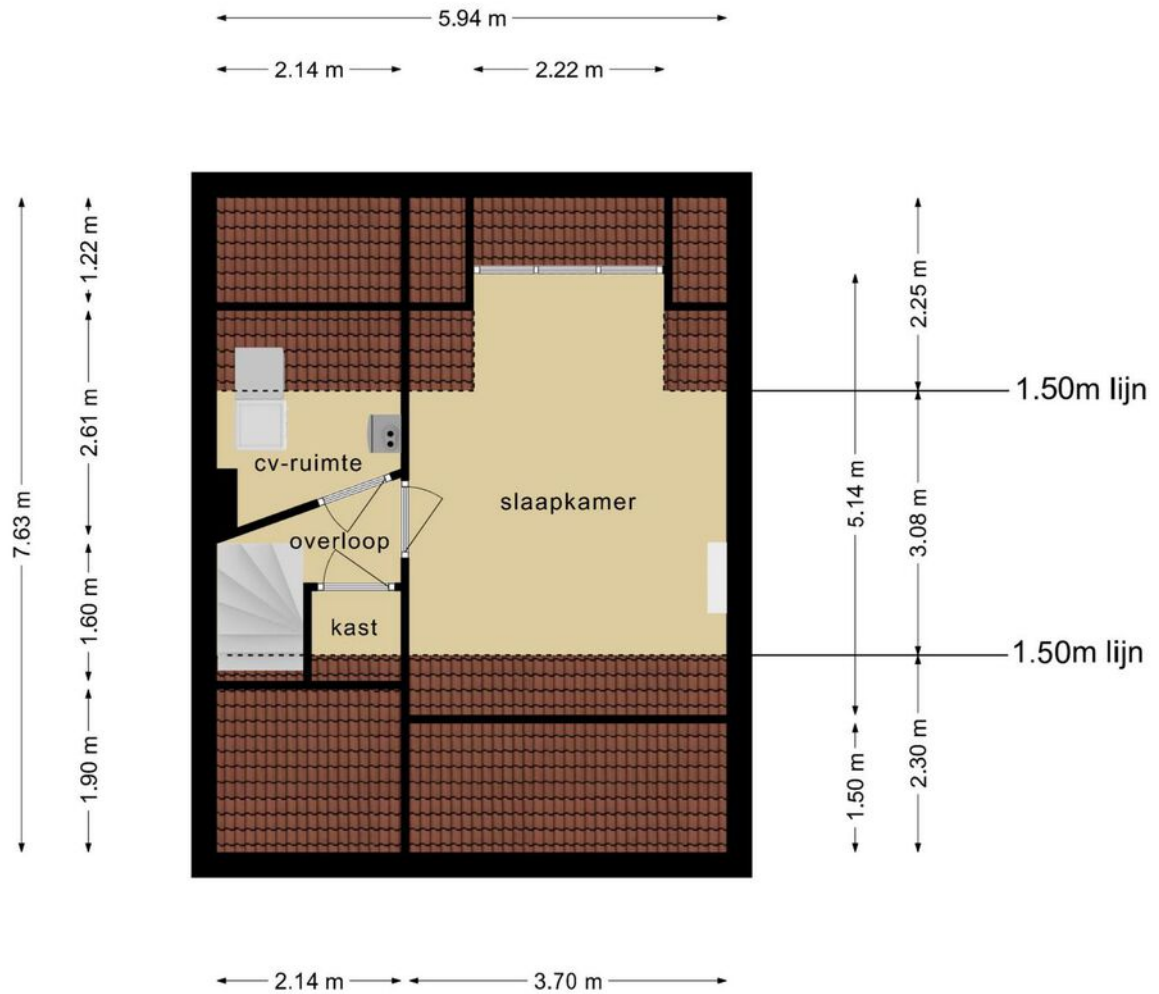 5.94 m
2.14 m
2.22 m
1.22 m
2.25 m
1.50m lijn
2.61 m
cv-ruimte
slaapkamer
5.14 m
3.08 m
7.63 m
overloop
1.60 m
kast
1.50m lijn
1.90 m
1.50 m
2.30 m
2.14 m
3.70 m